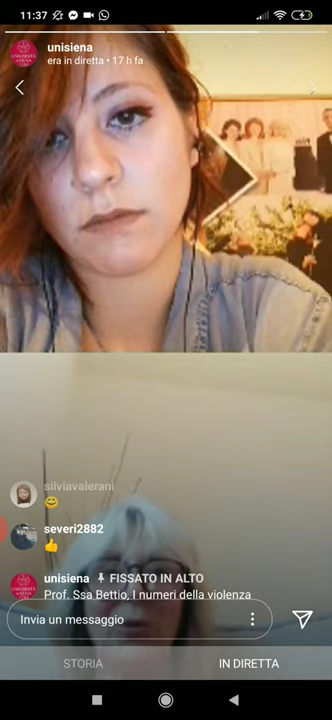 11:37
unisiena
era in diretta • 17 h fa
silviavalerani
😄
severi2882
👍
unisiena FISSATO IN ALTO
Prof. Ssa Bettio, I numeri della violenza
Invia un messaggio
STORIA
IN DIRETTA